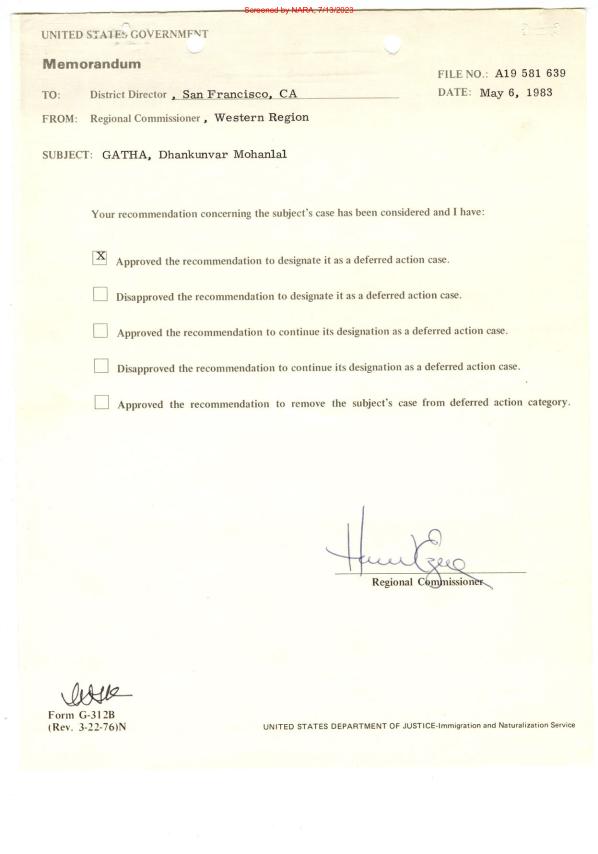 Screened by NARA, 7/13/2023
UNITED STATES GOVERNMENT
Memorandum
FILE NO.: A19 581 639
TO: District Director , San Francisco, CA
DATE: May 6, 1983
FROM: Regional Commissioner , Western Region
SUBJECT: GATHA, Dhankunvar Mohanlal
Your recommendation concerning the subject's case has been considered and I have:
X Approved the recommendation to designate it as a deferred action case.
Disapproved the recommendation to designate it as a deferred action case.
Approved the recommendation to continue its designation as a deferred action case.
Disapproved the recommendation to continue its designation as a deferred action case.
Approved the recommendation to remove the subject's case from deferred action category.
Regional Commissioner
Form G-312B
(Rev. 3-22-76)N
UNITED STATES DEPARTMENT OF JUSTICE-Immigration and Naturalization Service